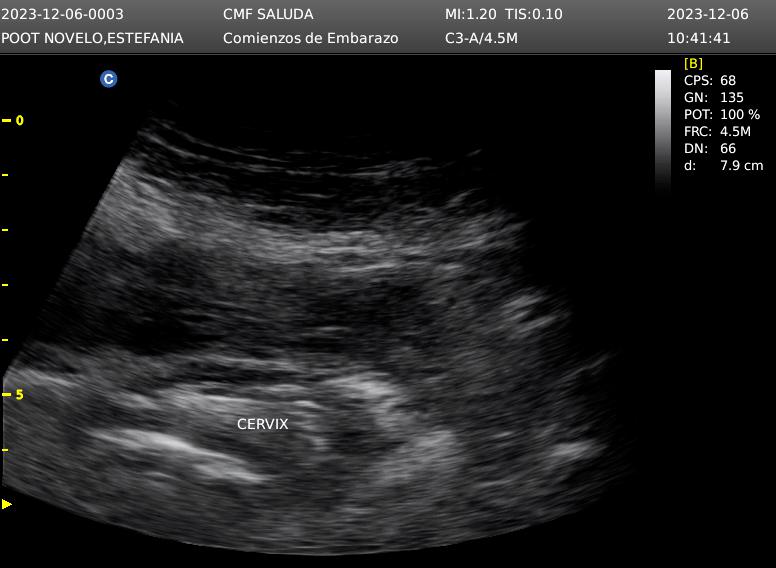 2023-12-06-0003 CMF SALUDA MI:1.20 TIS:0.10 2023-12-06
POOT NOVELO,ESTEFANIA Comienzos de Embarazo C3-A/4.5M 10:41:41
C
[B]
CPS: 68
GN: 135
POT: 100 %
FRC: 4.5M
DN: 66
d: 7.9 cm
0
5
CERVIX